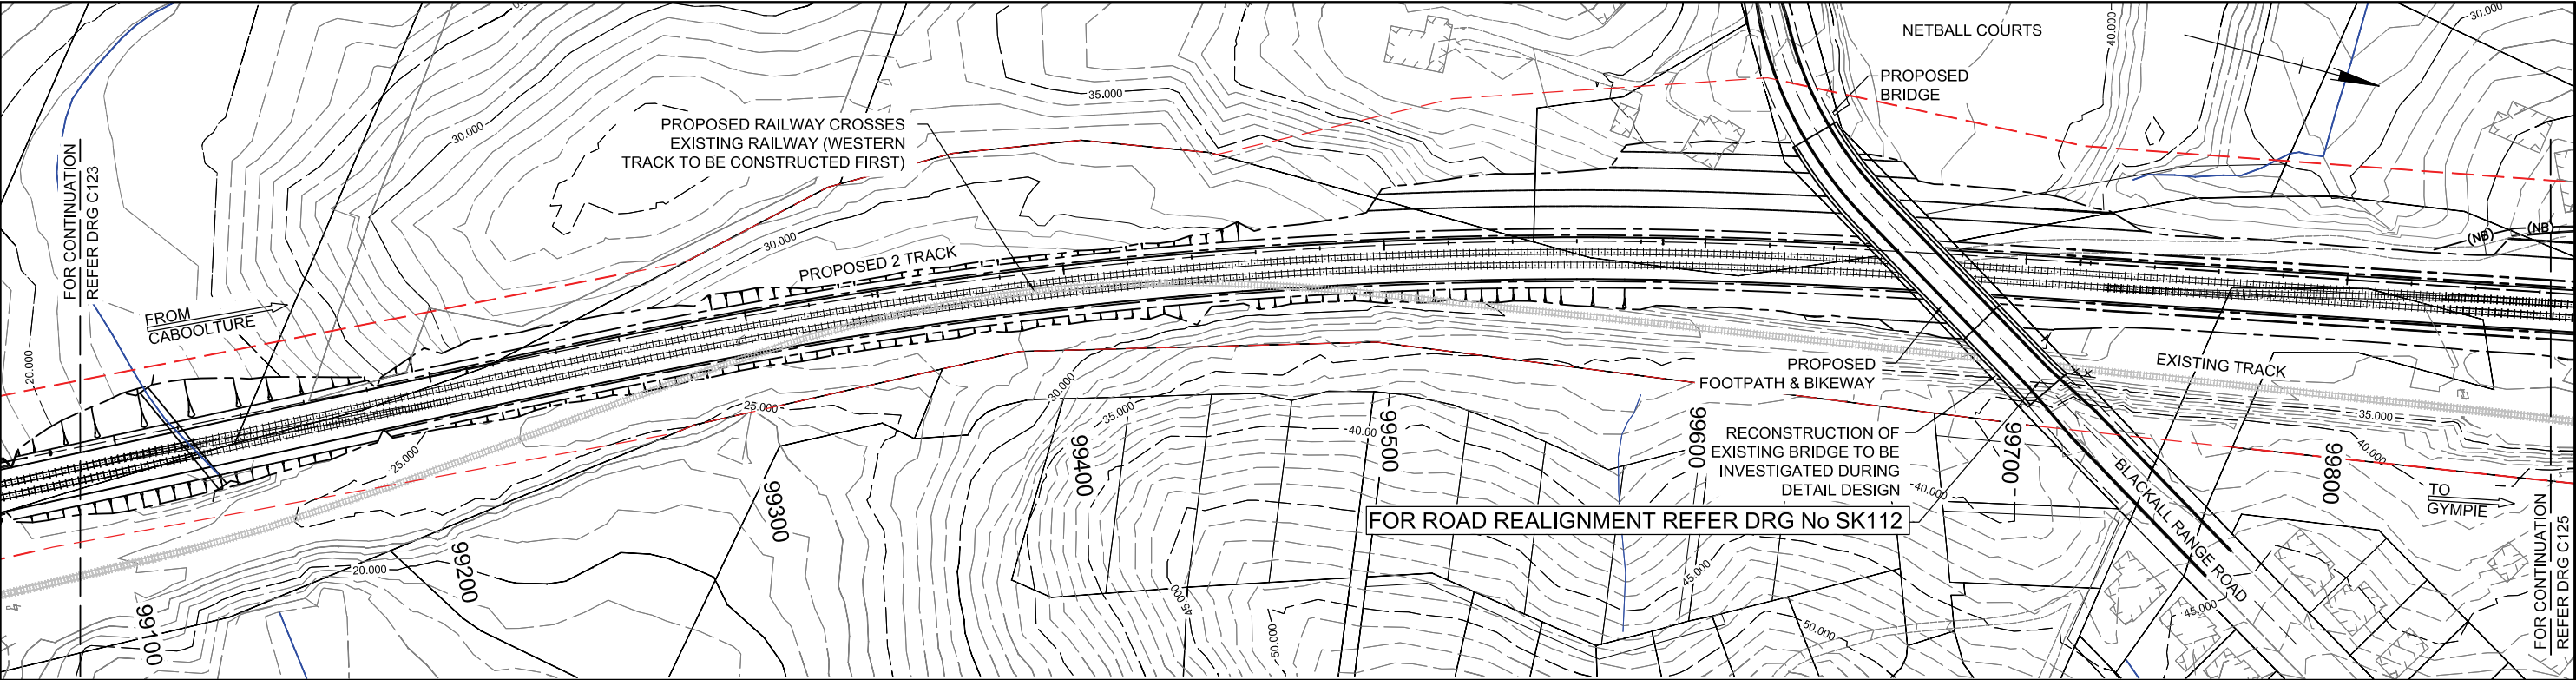 NETBALL COURTS
40.000
30.000
PROPOSED
BRIDGE
35.000
30.000
PROPOSED RAILWAY CROSSES
EXISTING RAILWAY (WESTERN
TRACK TO BE CONSTRUCTED FIRST)
FOR CONTINUATION
REFER DRG C123
30.000
PROPOSED 2 TRACK
(NB)
(NB)
FROM
CABOOLTURE
20.000
PROPOSED
FOOTPATH & BIKEWAY
EXISTING TRACK
30.000
25.000
35.000
35.000
40.00
25.000
RECONSTRUCTION OF
EXISTING BRIDGE TO BE
INVESTIGATED DURING
DETAIL DESIGN
40.000
40.000
FOR ROAD REALIGNMENT REFER DRG No SK112
BLACKALL RANGE ROAD
TO
GYMPIE
FOR CONTINUATION
REFER DRG C125
99100
99200
99300
99400
99500
99600
99700
99800
20.000
45.000
45.000
45.000
50.000
50.000